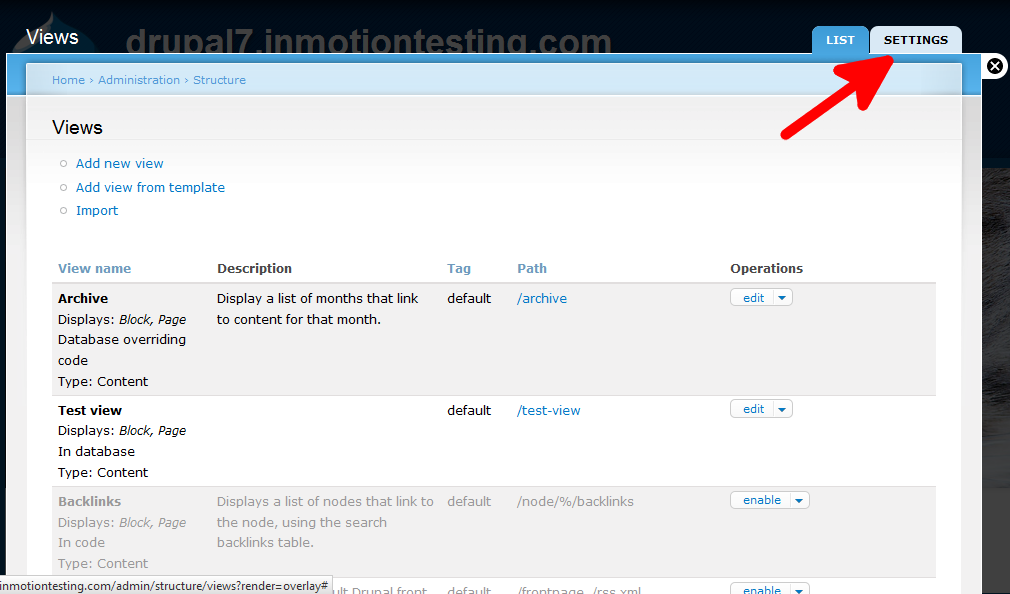 Views
drupal7.inmotiontesting.com
LIST
SETTINGS
Home › Administration › Structure
Views
Add new view
Add view from template
Import
View name Description Tag Path Operations
Archive Display a list of months that link default /archive edit
Displays: Block, Page to content for that month.
Database overriding
code
Type: Content
Test view default /test-view edit
Displays: Block, Page
In database
Type: Content
Backlinks Displays a list of nodes that link to default /node/%/backlinks enable
Displays: Block, Page the node, using the search
In code backlinks table.
Type: Content
inmotiontesting.com/admin/structure/views?render=overlay#
Drupal front default /frontpage, /rss.xml enable